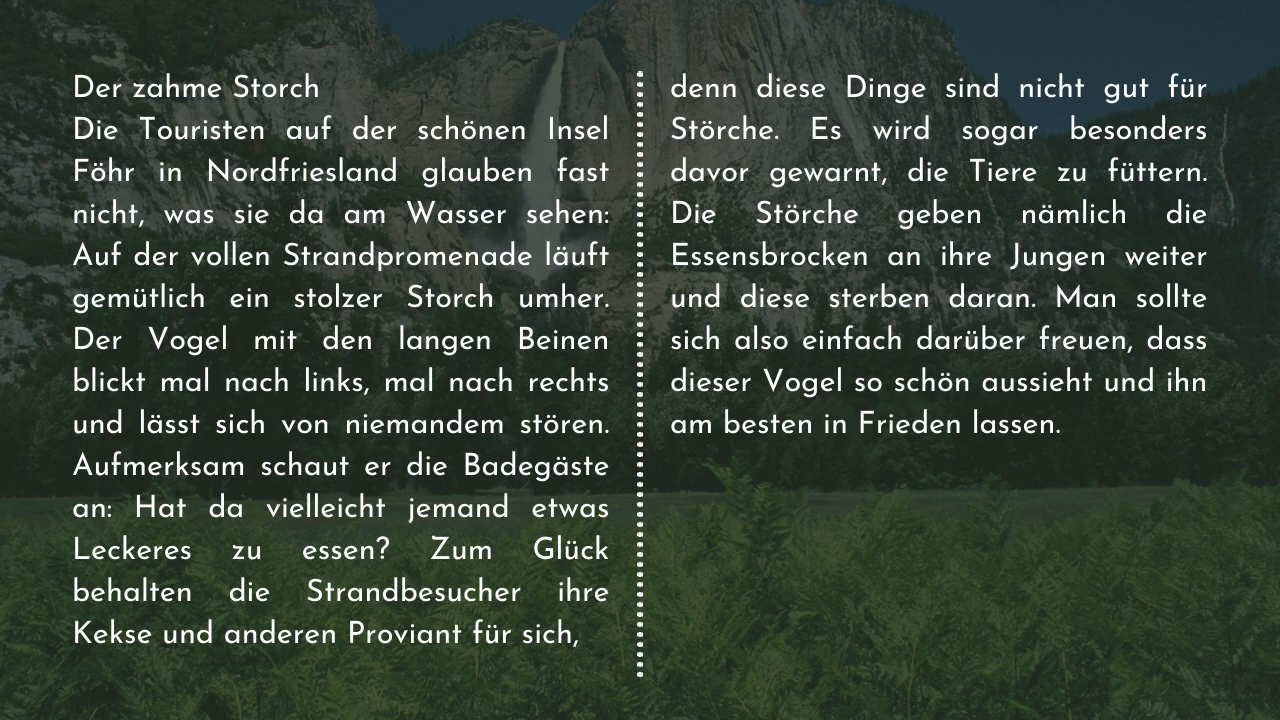 Der zahme Storch
Die Touristen auf der schönen Insel
Föhr in Nordfriesland glauben fast
nicht, was sie da am Wasser sehen:
Auf der vollen Strandpromenade läuft
gemütlich ein stolzer Storch umher.
Der Vogel mit den langen Beinen
blickt mal nach links, mal nach rechts
und lässt sich von niemandem stören.
Aufmerksam schaut er die Badegäste
an: Hat da vielleicht jemand etwas
Leckeres zu essen? Zum Glück
behalten die Strandbesucher ihre
Kekse und anderen Proviant für sich,
denn diese Dinge sind nicht gut für
Störche. Es wird sogar besonders
davor gewarnt, die Tiere zu füttern.
Die Störche geben nämlich die
Essensbrocken an ihre Jungen weiter
und diese sterben daran. Man sollte
sich also einfach darüber freuen, dass
dieser Vogel so schön aussieht und ihn
am besten in Frieden lassen.